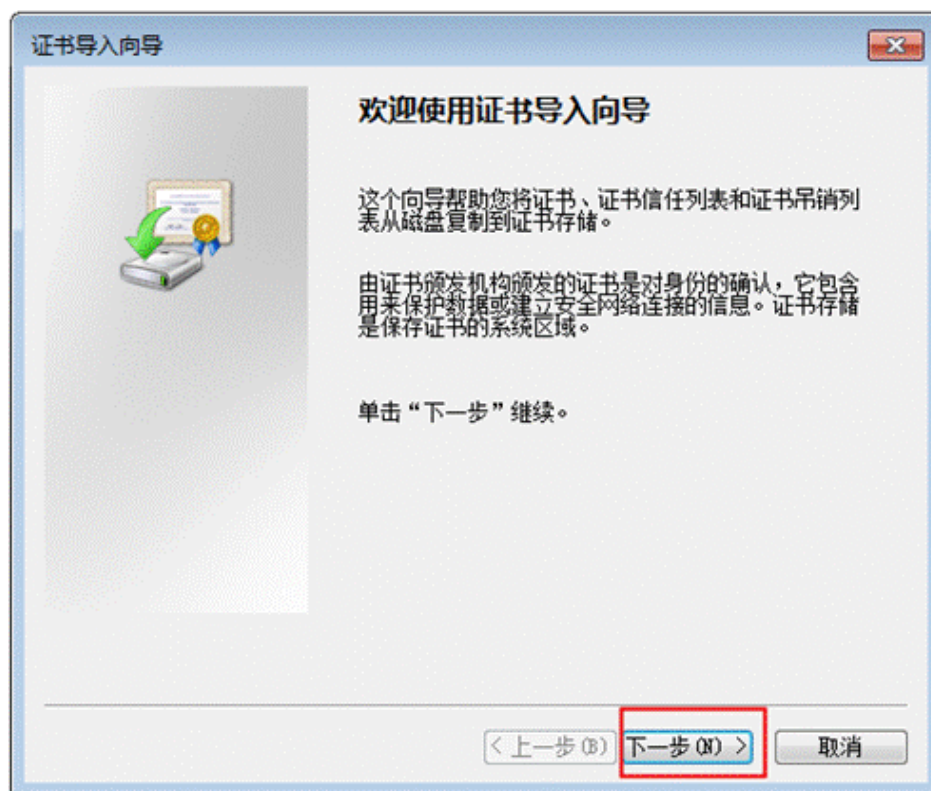 证书导入向导
欢迎使用证书导入向导
这个向导帮助您将证书、证书信任列表和证书吊销列
表从磁盘复制到证书存储。
由证书颁发机构颁发的证书是对身份的确认，它包含
用来保护数据或建立安全网络连接的信息。证书存储
是保存证书的系统区域。
单击“下一步”继续。
< 上一步(B) 下一步(N) > 取消